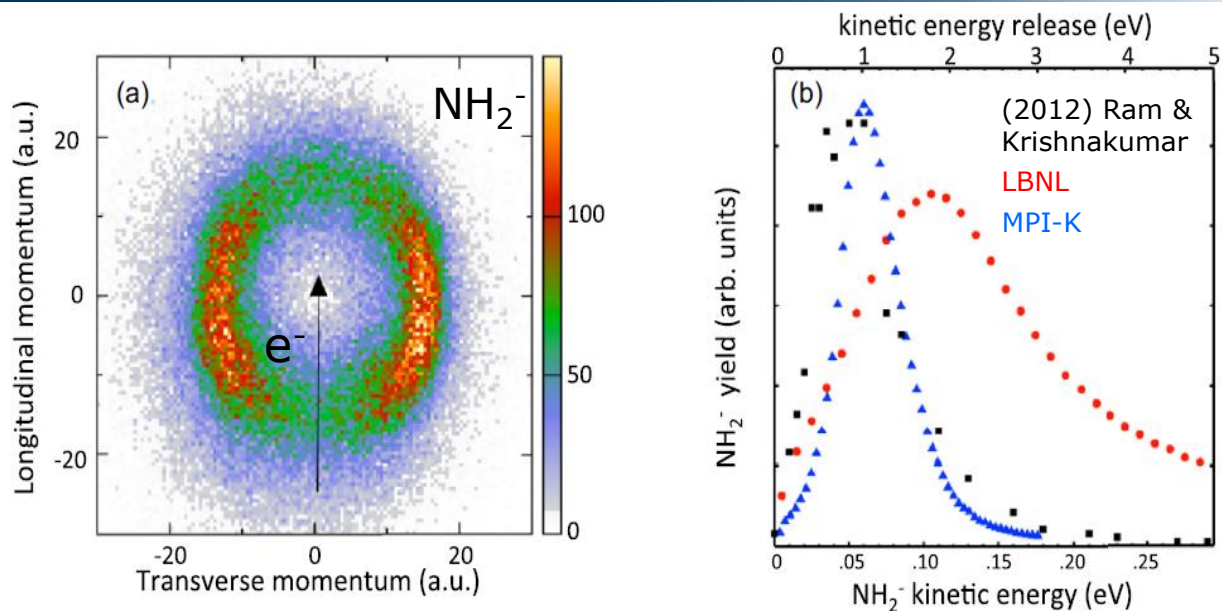 (a)
NH₂⁻
e⁻
Longitudinal momentum (a.u.)
20
0
-20
-20
0
20
Transverse momentum (a.u.)
100
50
0
kinetic energy release (eV)
0 1 2 3 4 5
(b)
(2012) Ram &
Krishnakumar
LBNL
MPI-K
NH₂⁻ yield (arb. units)
0 .05 .10 .15 .20 .25
NH₂⁻ kinetic energy (eV)